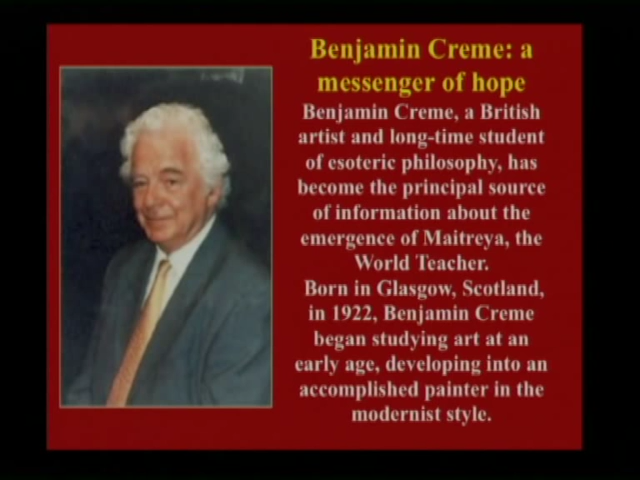 Benjamin Creme: a
messenger of hope
Benjamin Creme, a British
artist and long-time student
of esoteric philosophy, has
become the principal source
of information about the
emergence of Maitreya, the
World Teacher.
Born in Glasgow, Scotland,
in 1922, Benjamin Creme
began studying art at an
early age, developing into an
accomplished painter in the
modernist style.